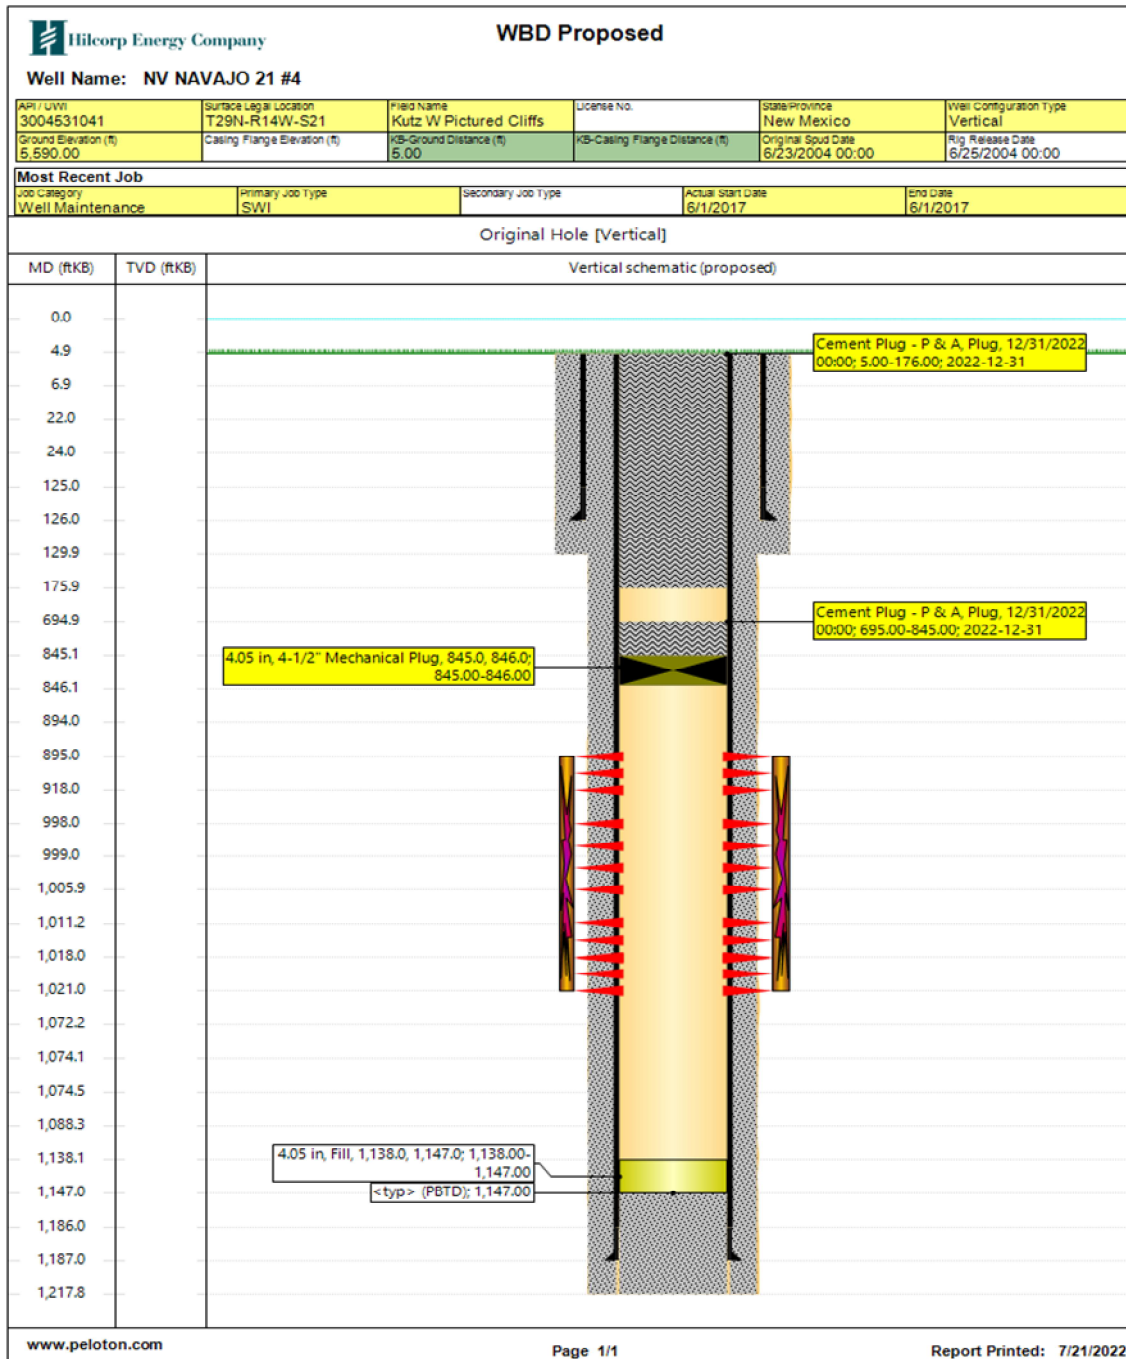 Hilcorp Energy Company
WBD Proposed
Well Name: NV NAVAJO 21 #4
API / UWI
3004531041
Surface Legal Location
T29N-R14W-S21
Field Name
Kutz W Pictured Cliffs
License No.
State/Province
New Mexico
Well Configuration Type
Vertical
Ground Elevation (ft)
5,590.00
Casing Flange Elevation (ft)
KB-Ground Distance (ft)
5.00
KB-Casing Flange Distance (ft)
Original Spud Date
6/23/2004 00:00
Rig Release Date
6/25/2004 00:00
Most Recent Job
Job Category
Well Maintenance
Primary Job Type
SWI
Secondary Job Type
Actual Start Date
6/1/2017
End Date
6/1/2017
Original Hole [Vertical]
MD (ftKB)
TVD (ftKB)
Vertical schematic (proposed)
0.0
4.9
6.9
22.0
24.0
125.0
126.0
129.9
175.9
694.9
845.1
846.1
894.0
895.0
918.0
998.0
999.0
1,005.9
1,011.2
1,018.0
1,021.0
1,072.2
1,074.1
1,074.5
1,088.3
1,138.1
1,147.0
1,186.0
1,187.0
1,217.8
Cement Plug - P & A, Plug, 12/31/2022
00:00; 5.00-176.00; 2022-12-31
Cement Plug - P & A, Plug, 12/31/2022
00:00; 695.00-845.00; 2022-12-31
4.05 in, 4-1/2" Mechanical Plug, 845.0, 846.0;
845.00-846.00
4.05 in, Fill, 1,138.0, 1,147.0; 1,138.00-
1,147.00
<typ> (PBTD); 1,147.00
www.peloton.com
Page 1/1
Report Printed: 7/21/2022